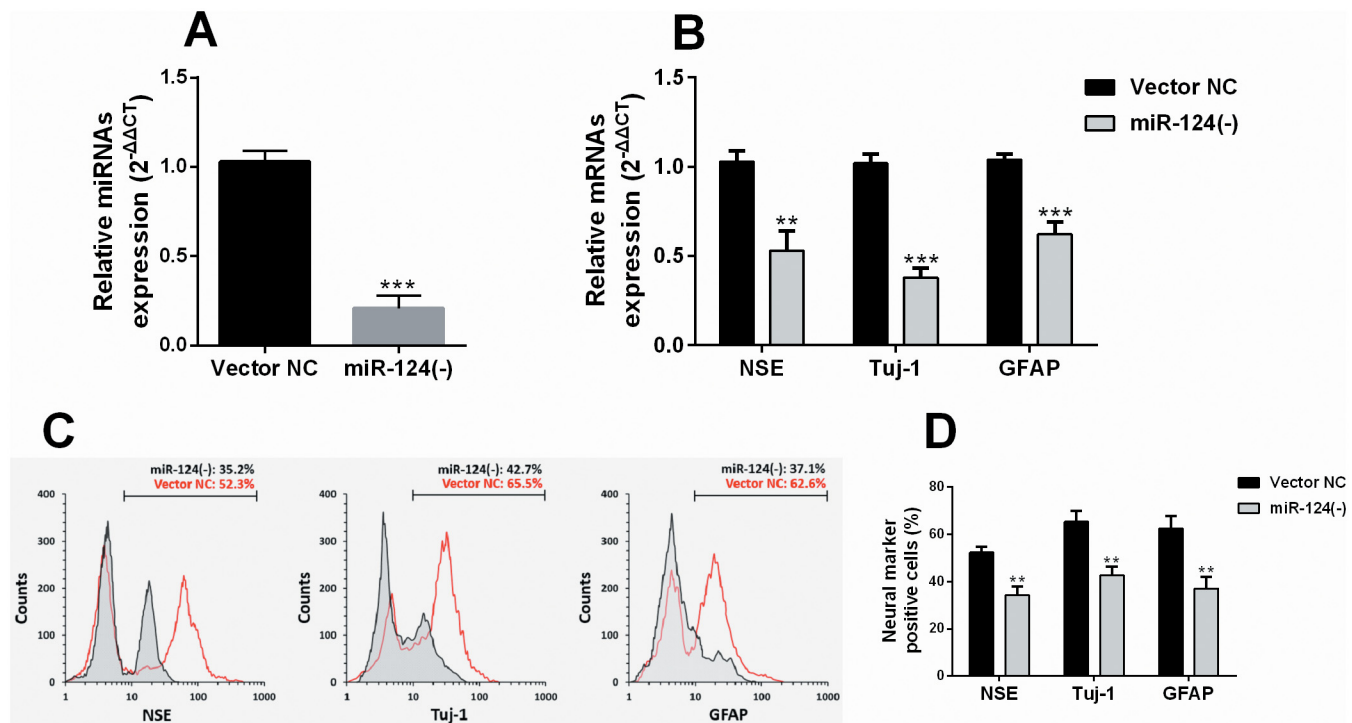 A
Relative miRNAs
expression (2^-ΔΔCT)
1.5
1.0
0.5
0.0
***
Vector NC
miR-124(-)
B
Relative mRNAs
expression (2^-ΔΔCT)
1.5
1.0
0.5
0.0
**
***
***
NSE
Tuj-1
GFAP
Vector NC
miR-124(-)
C
miR-124(-): 35.2%
Vector NC: 52.3%
Counts
400
300
200
100
0
1
10
100
1000
NSE
miR-124(-): 42.7%
Vector NC: 65.5%
Counts
400
300
200
100
0
1
10
100
1000
Tuj-1
miR-124(-): 37.1%
Vector NC: 62.6%
Counts
400
300
200
100
0
1
10
100
1000
GFAP
D
Neural marker
positive cells (%)
80
60
40
20
0
**
**
**
NSE
Tuj-1
GFAP
Vector NC
miR-124(-)